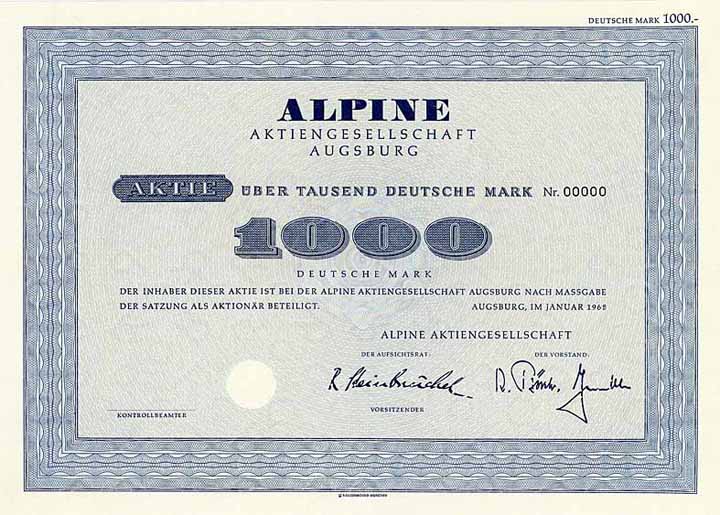 DEUTSCHE MARK 1000.-
ALPINE
AKTIENGESELLSCHAFT
AUGSBURG
AKTIE ÜBER TAUSEND DEUTSCHE MARK Nr. 00000
1000
DEUTSCHE MARK
DER INHABER DIESER AKTIE IST BEI DER ALPINE AKTIENGESELLSCHAFT AUGSBURG NACH MASSGABE
DER SATZUNG ALS AKTIONÄR BETEILIGT. AUGSBURG, IM JANUAR 1962
ALPINE AKTIENGESELLSCHAFT
DER AUFSICHTSRAT: DER VORSTAND:
VORSITZENDER
KONTROLLBEAMTER